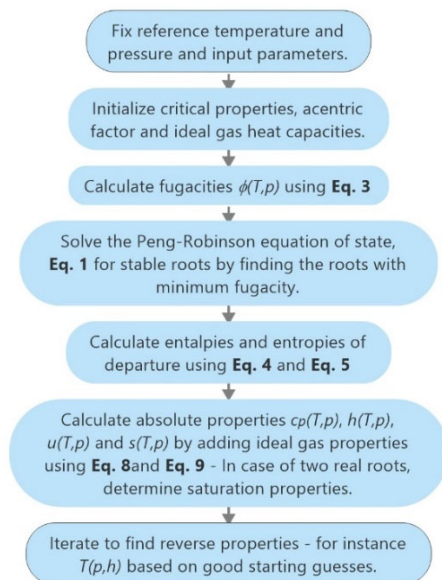 Fix reference temperature and
pressure and input parameters.
Initialize critical properties, acentric
factor and ideal gas heat capacities.
Calculate fugacities ϕ(T,p) using Eq. 3
Solve the Peng-Robinson equation of state,
Eq. 1 for stable roots by finding the roots with
minimum fugacity.
Calculate entalpies and entropies of
departure using Eq. 4 and Eq. 5
Calculate absolute properties cp(T,p), h(T,p),
u(T,p) and s(T,p) by adding ideal gas properties
using Eq. 8and Eq. 9 - In case of two real roots,
determine saturation properties.
Iterate to find reverse properties - for instance
T(p,h) based on good starting guesses.